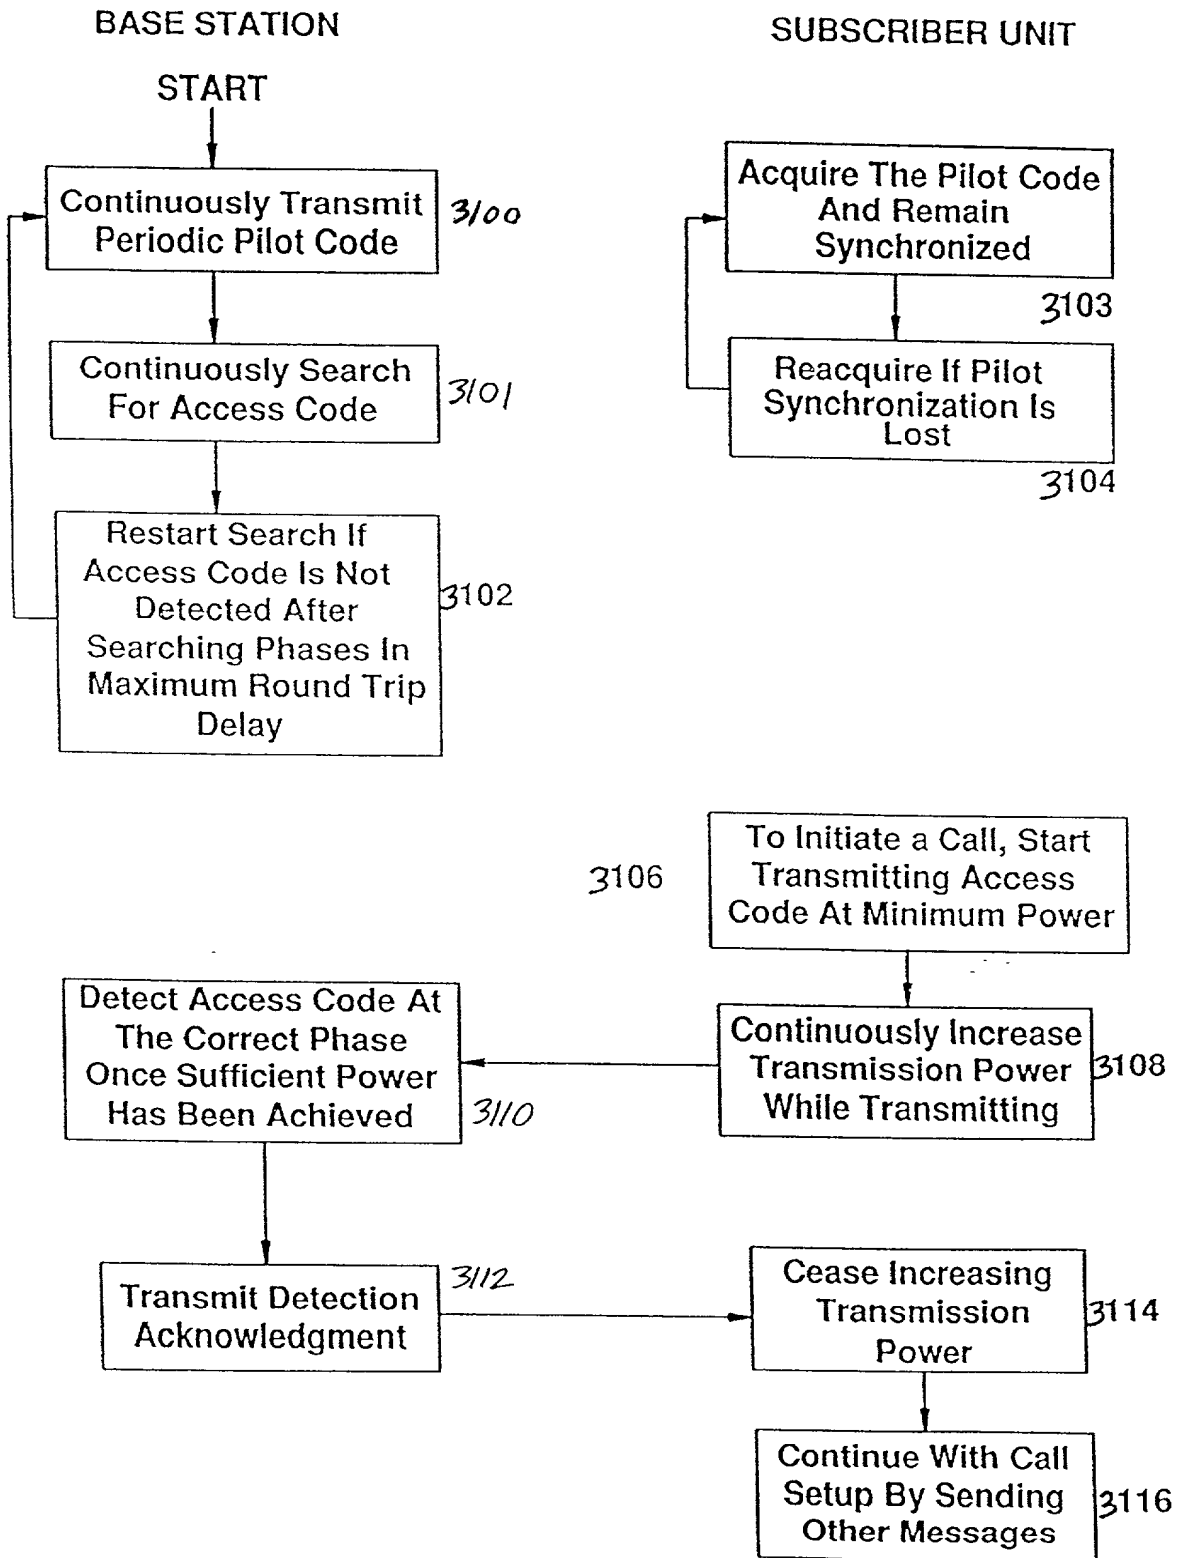 BASE STATION
SUBSCRIBER UNIT
START
Continuously Transmit
Periodic Pilot Code
3100
Continuously Search
For Access Code
3101
Restart Search If
Access Code Is Not
Detected After
Searching Phases In
Maximum Round Trip
Delay
3102
Acquire The Pilot Code
And Remain
Synchronized
3103
Reacquire If Pilot
Synchronization Is
Lost
3104
3106
To Initiate a Call, Start
Transmitting Access
Code At Minimum Power
Continuously Increase
Transmission Power
While Transmitting
3108
Detect Access Code At
The Correct Phase
Once Sufficient Power
Has Been Achieved
3110
Transmit Detection
Acknowledgment
3112
Cease Increasing
Transmission
Power
3114
Continue With Call
Setup By Sending
Other Messages
3116